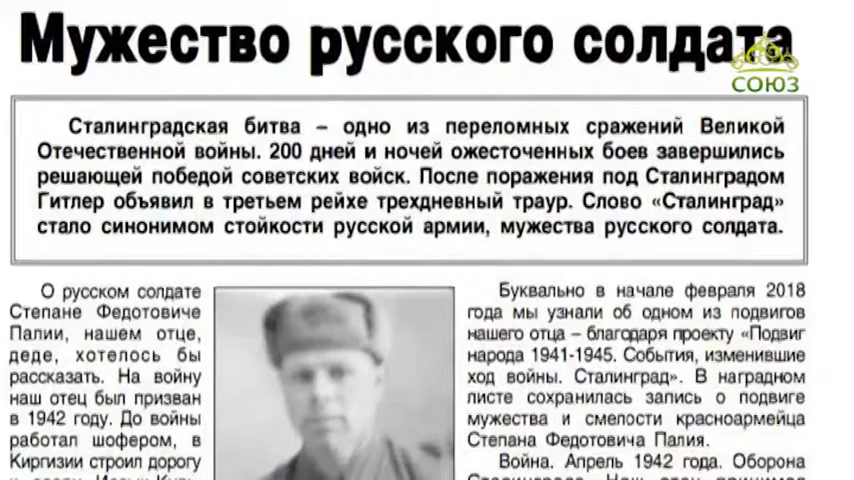 Мужество русского солдата
СОЮЗ
Сталинградская битва – одно из переломных сражений Великой
Отечественной войны. 200 дней и ночей ожесточенных боев завершились
решающей победой советских войск. После поражения под Сталинградом
Гитлер объявил в третьем рейхе трехдневный траур. Слово «Сталинград»
стало синонимом стойкости русской армии, мужества русского солдата.
О русском солдате
Степане Федотовиче
Палии, нашем отце,
деде, хотелось бы
рассказать. На войну
наш отец был призван
в 1942 году. До войны
работал шофером, в
Киргизии строил дорогу
Буквально в начале февраля 2018
года мы узнали об одном из подвигов
нашего отца – благодаря проекту «Подвиг
народа 1941-1945. События, изменившие
ход войны. Сталинград». В наградном
листе сохранилась запись о подвиге
мужества и смелости красноармейца
Степана Федотовича Палия.
Война. Апрель 1942 года. Оборона